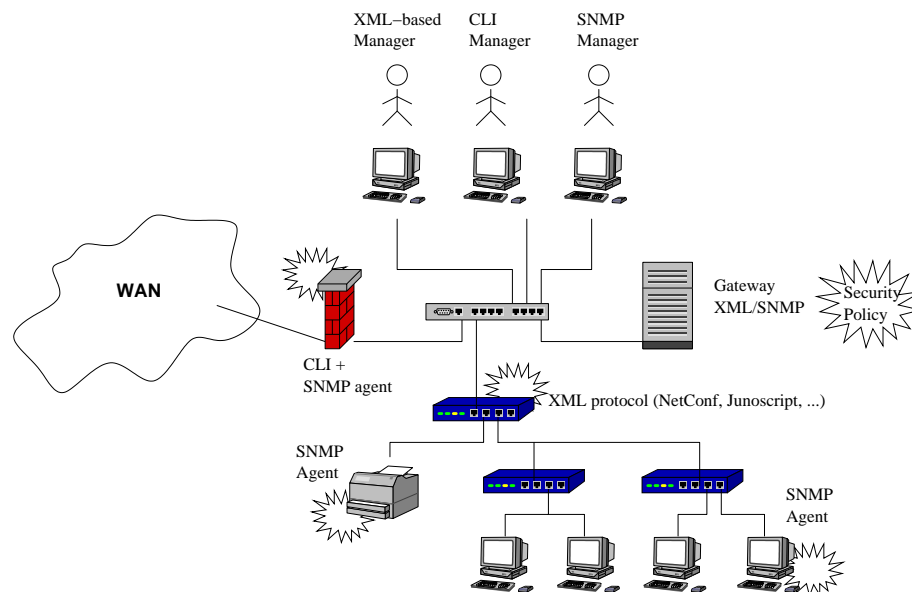 XML−based
Manager
CLI
Manager
SNMP
Manager
WAN
Gateway
XML/SNMP
Security
Policy
CLI +
SNMP agent
XML protocol (NetConf, Junoscript, ...)
SNMP
Agent
SNMP
Agent